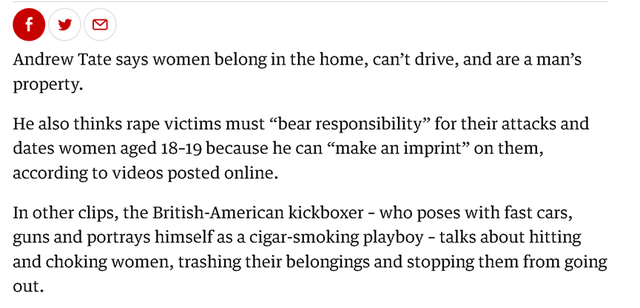 Andrew Tate says women belong in the home, can’t drive, and are a man’s
property.
He also thinks rape victims must “bear responsibility” for their attacks and
dates women aged 18–19 because he can “make an imprint” on them,
according to videos posted online.
In other clips, the British-American kickboxer – who poses with fast cars,
guns and portrays himself as a cigar-smoking playboy – talks about hitting
and choking women, trashing their belongings and stopping them from going
out.